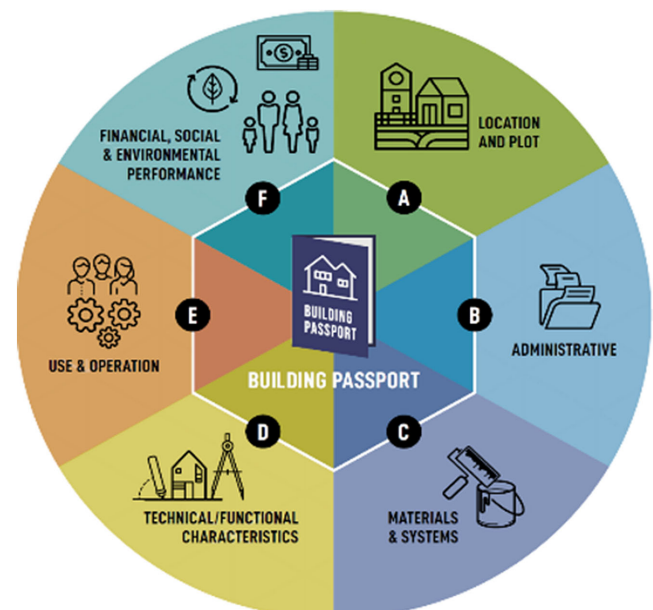 FINANCIAL, SOCIAL
& ENVIRONMENTAL
PERFORMANCE
LOCATION
AND PLOT
F
A
E
BUILDING
PASSPORT
B
USE & OPERATION
ADMINISTRATIVE
BUILDING PASSPORT
D
C
TECHNICAL/FUNCTIONAL
CHARACTERISTICS
MATERIALS
& SYSTEMS